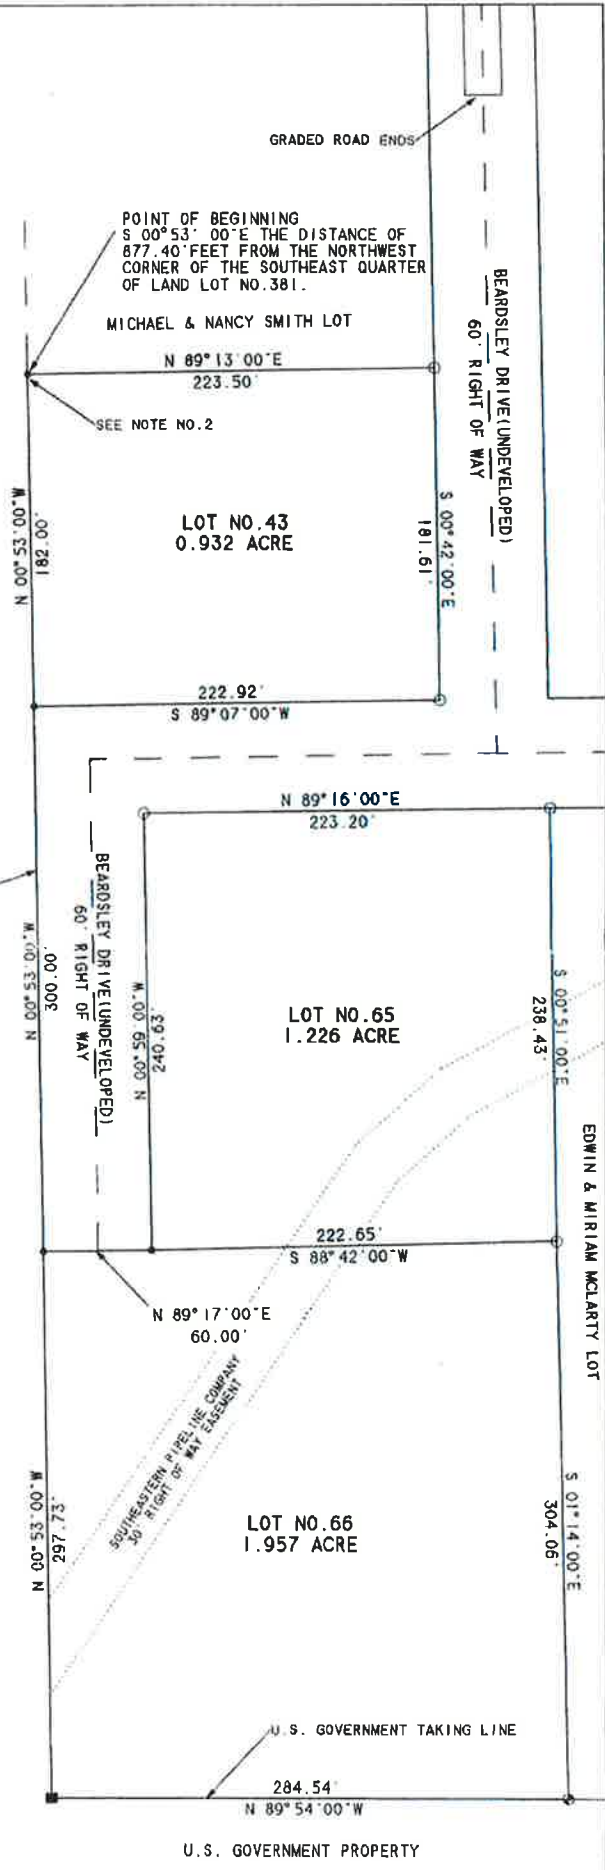 GRADED ROAD ENDS
POINT OF BEGINNING
S 00°53' 00"E THE DISTANCE OF
877.40'FEET FROM THE NORTHWEST
CORNER OF THE SOUTHEAST QUARTER
OF LAND LOT NO.381.
MICHAEL & NANCY SMITH LOT
BEARDSLEY DRIVE(UNDEVELOPED)
60' RIGHT OF WAY
N 89°13'00"E
223.50'
SEE NOTE NO.2
N 00°53'00"W
182.00'
LOT NO.43
0.932 ACRE
S 00°42'00"E
181.61'
222.92'
S 89°07'00"W
N 89°16'00"E
223.20'
BEARDSLEY DRIVE(UNDEVELOPED)
60' RIGHT OF WAY
N 00°53'00"W
300.00'
N 00°59'00"W
240.63'
LOT NO.65
1.226 ACRE
S 00°51'00"E
238.43'
EDWIN & MIRIAM MCLARTY LOT
222.65'
S 88°42'00"W
N 89°17'00"E
60.00'
SOUTHEASTERN PIPELINE COMPANY
30' RIGHT OF WAY EASEMENT
N 00°53'00"W
297.73'
LOT NO.66
1.957 ACRE
S 01°14'00"E
304.06'
U.S. GOVERNMENT TAKING LINE
284.54'
N 89°54'00"W
U.S. GOVERNMENT PROPERTY